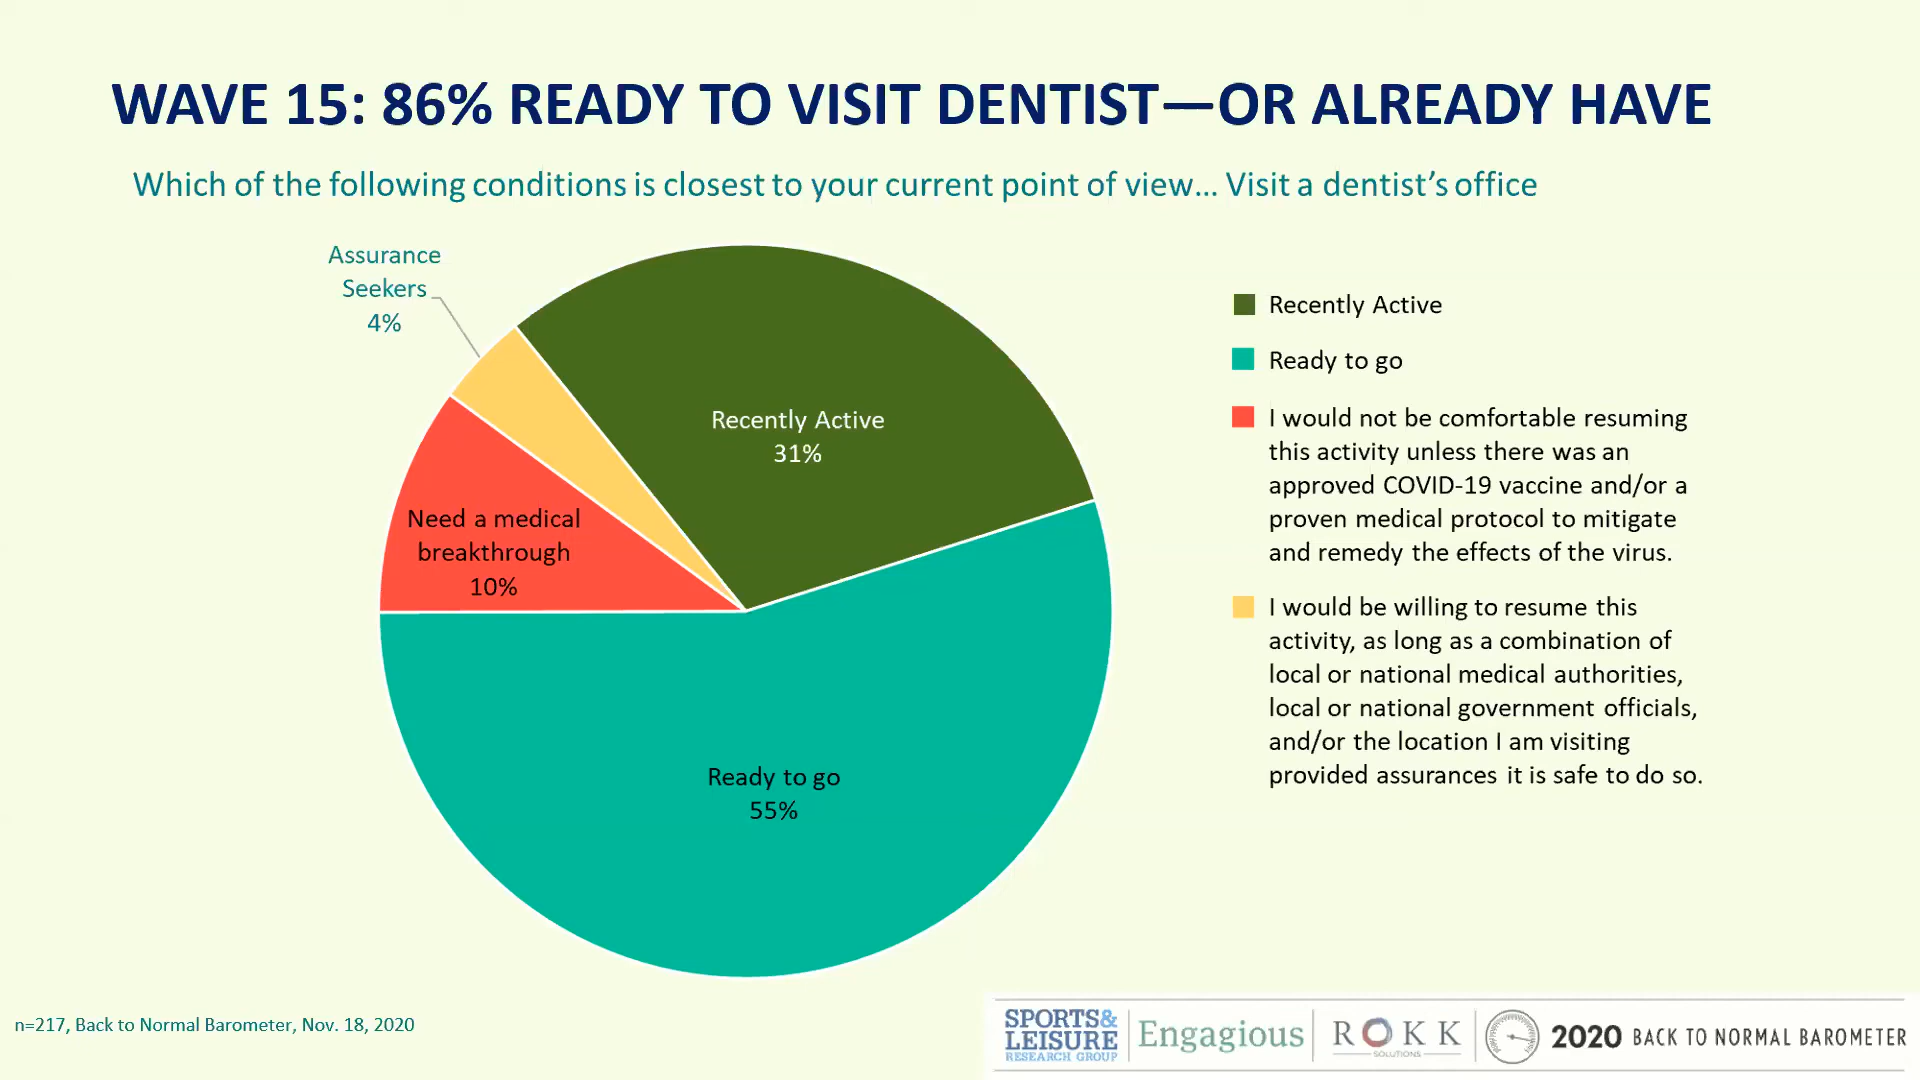 WAVE 15: 86% READY TO VISIT DENTIST—OR ALREADY HAVE
Which of the following conditions is closest to your current point of view... Visit a dentist's office
Assurance
Seekers
4%
Recently Active
31%
Need a medical
breakthrough
10%
Ready to go
55%
Recently Active
Ready to go
I would not be comfortable resuming
this activity unless there was an
approved COVID-19 vaccine and/or a
proven medical protocol to mitigate
and remedy the effects of the virus.
I would be willing to resume this
activity, as long as a combination of
local or national medical authorities,
local or national government officials,
and/or the location I am visiting
provided assurances it is safe to do so.
n=217, Back to Normal Barometer, Nov. 18, 2020
SPORTS&
LEISURE
RESEARCH GROUP
Engagious
ROKK
SOLUTIONS
2020 BACK TO NORMAL BAROMETER